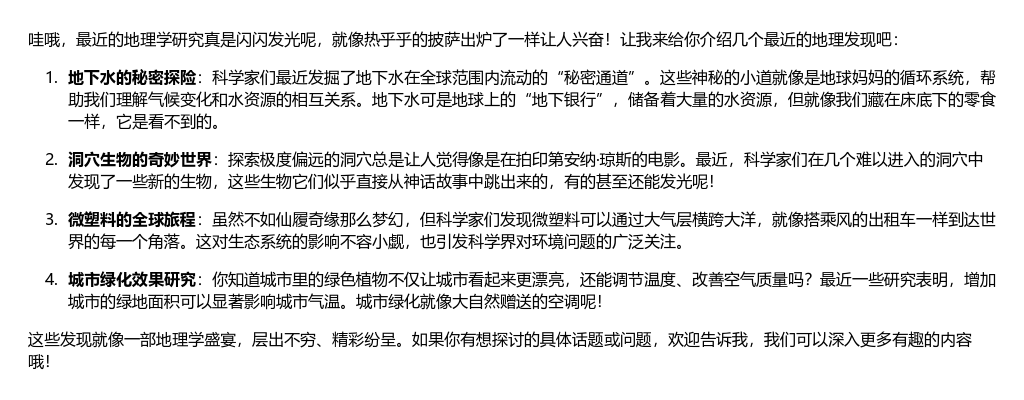 哇哦，最近的地理学研究真是闪闪发光呢，就像热乎乎的披萨出炉了一样让人兴奋！让我来给你介绍几个最近的地理发现吧：
1. 地下水的秘密探险：科学家们最近发掘了地下水在全球范围内流动的“秘密通道”。这些神秘的小道就像是地球妈妈的循环系统，帮
助我们理解气候变化和水资源的相互关系。地下水可是地球上的“地下银行”，储备着大量的水资源，但就像我们藏在床底下的零食
一样，它是看不到的。
2. 洞穴生物的奇妙世界：探索极度偏远的洞穴总是让人觉得像是在拍印第安纳·琼斯的电影。最近，科学家们在几个难以进入的洞穴中
发现了一些新的生物，这些生物它们似乎直接从神话故事中跳出来的，有的甚至还能发光呢！
3. 微塑料的全球旅程：虽然不如仙履奇缘那么梦幻，但科学家们发现微塑料可以通过大气层横跨大洋，就像搭乘风的出租车一样到达世
界的每一个角落。这对生态系统的影响不容小觑，也引发科学界对环境问题的广泛关注。
4. 城市绿化效果研究：你知道城市里的绿色植物不仅让城市看起来更漂亮，还能调节温度、改善空气质量吗？最近一些研究表明，增加
城市的绿地面积可以显著影响城市气温。城市绿化就像大自然赠送的空调呢！
这些发现就像一部地理学盛宴，层出不穷、精彩纷呈。如果你有想探讨的具体话题或问题，欢迎告诉我，我们可以深入更多有趣的内容
哦！